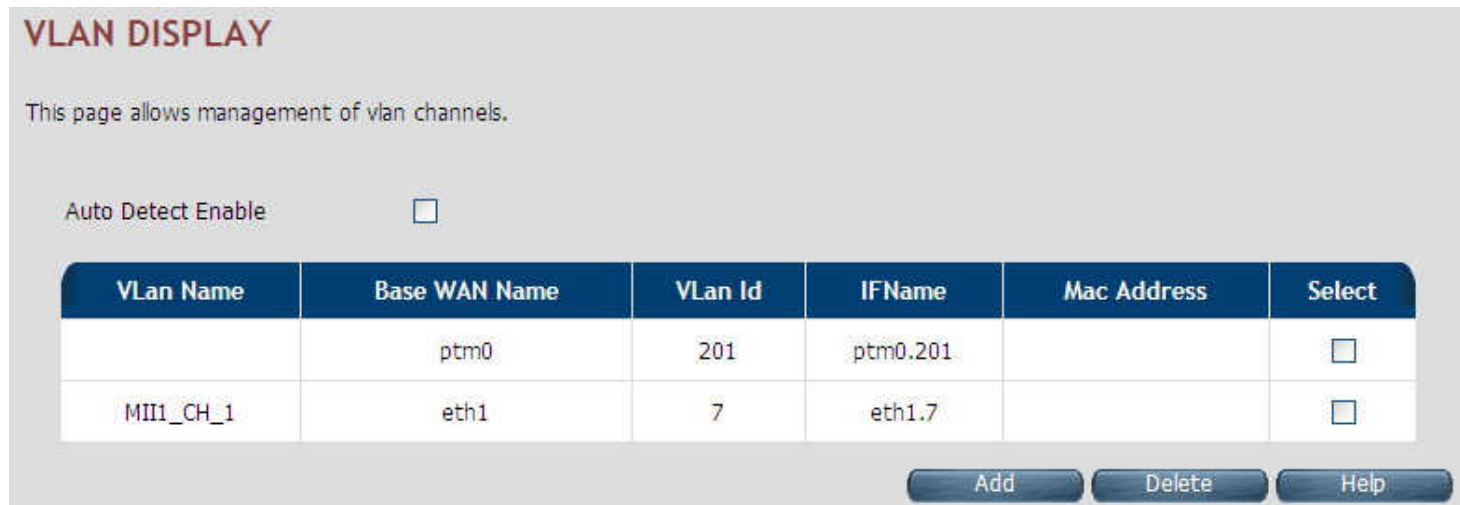 VLAN DISPLAY
This page allows management of vlan channels.
Auto Detect Enable
VLan Name Base WAN Name VLan Id IFName Mac Address Select
ptm0 201 ptm0.201
MII1_CH_1 eth1 7 eth1.7
Add Delete Help